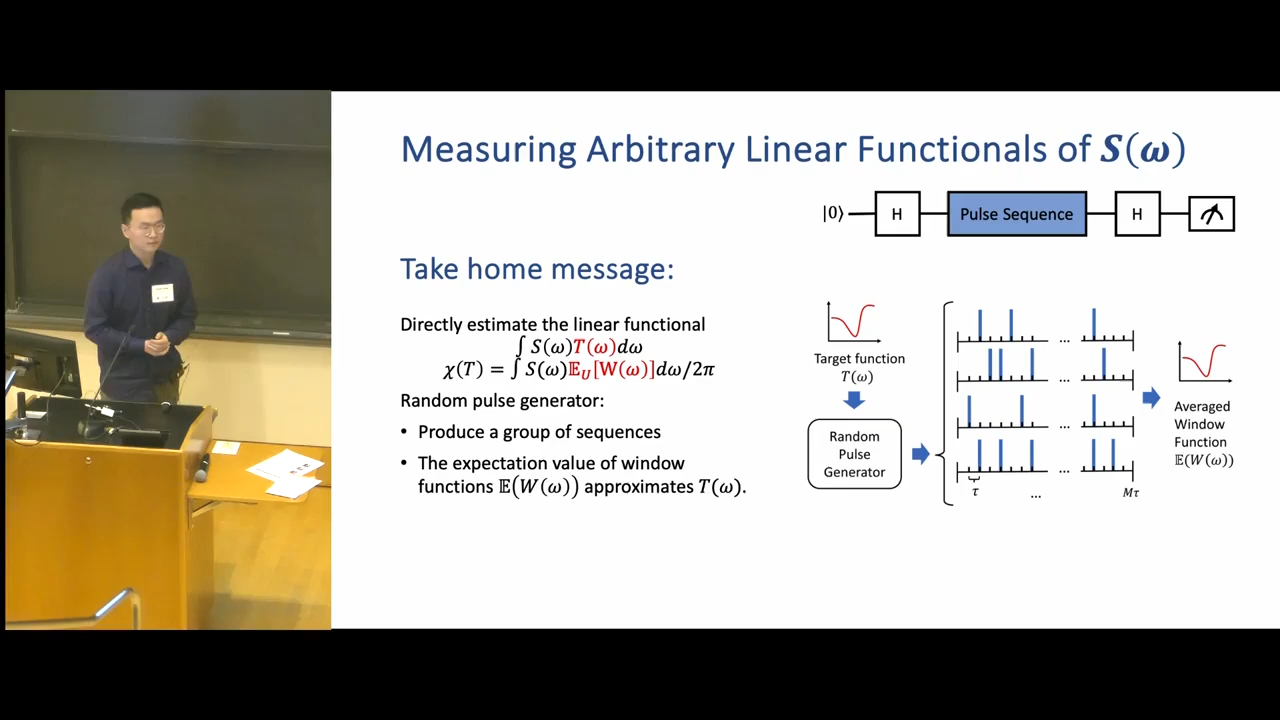 Measuring Arbitrary Linear Functionals of S(ω)
|0⟩ H Pulse Sequence H
Take home message:
Directly estimate the linear functional
∫ S(ω)T(ω)dω
χ(T) = ∫ S(ω)𝔼_U[W(ω)]dω/2π
Random pulse generator:
• Produce a group of sequences
• The expectation value of window
functions 𝔼(W(ω)) approximates T(ω).
Target function
T(ω)
Random
Pulse
Generator
...
...
...
...
τ
...
Mτ
Averaged
Window
Function
𝔼(W(ω))